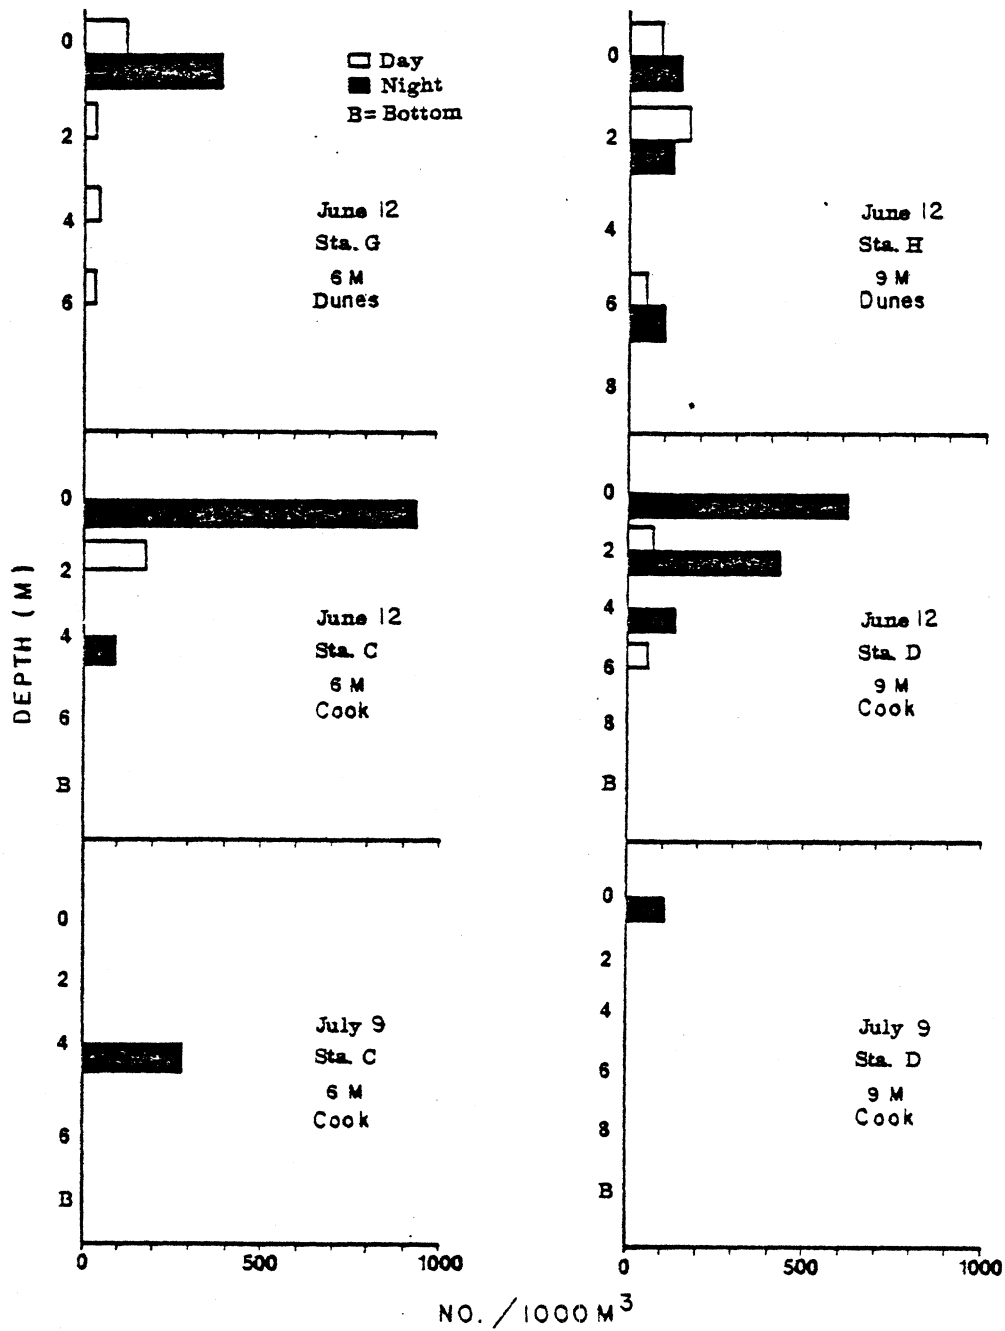 0
2
4
6
Day
Night
B= Bottom
June 12
Sta. G
6 M
Dunes
0
2
4
6
8
June 12
Sta. H
9 M
Dunes
DEPTH (M)
0
2
4
6
B
June 12
Sta. C
6 M
Cook
0
2
4
6
8
B
June 12
Sta. D
9 M
Cook
0
2
4
6
B
July 9
Sta. C
6 M
Cook
0 500 1000
0
2
4
6
8
B
July 9
Sta. D
9 M
Cook
0 500 1000
NO. / 1000 M³